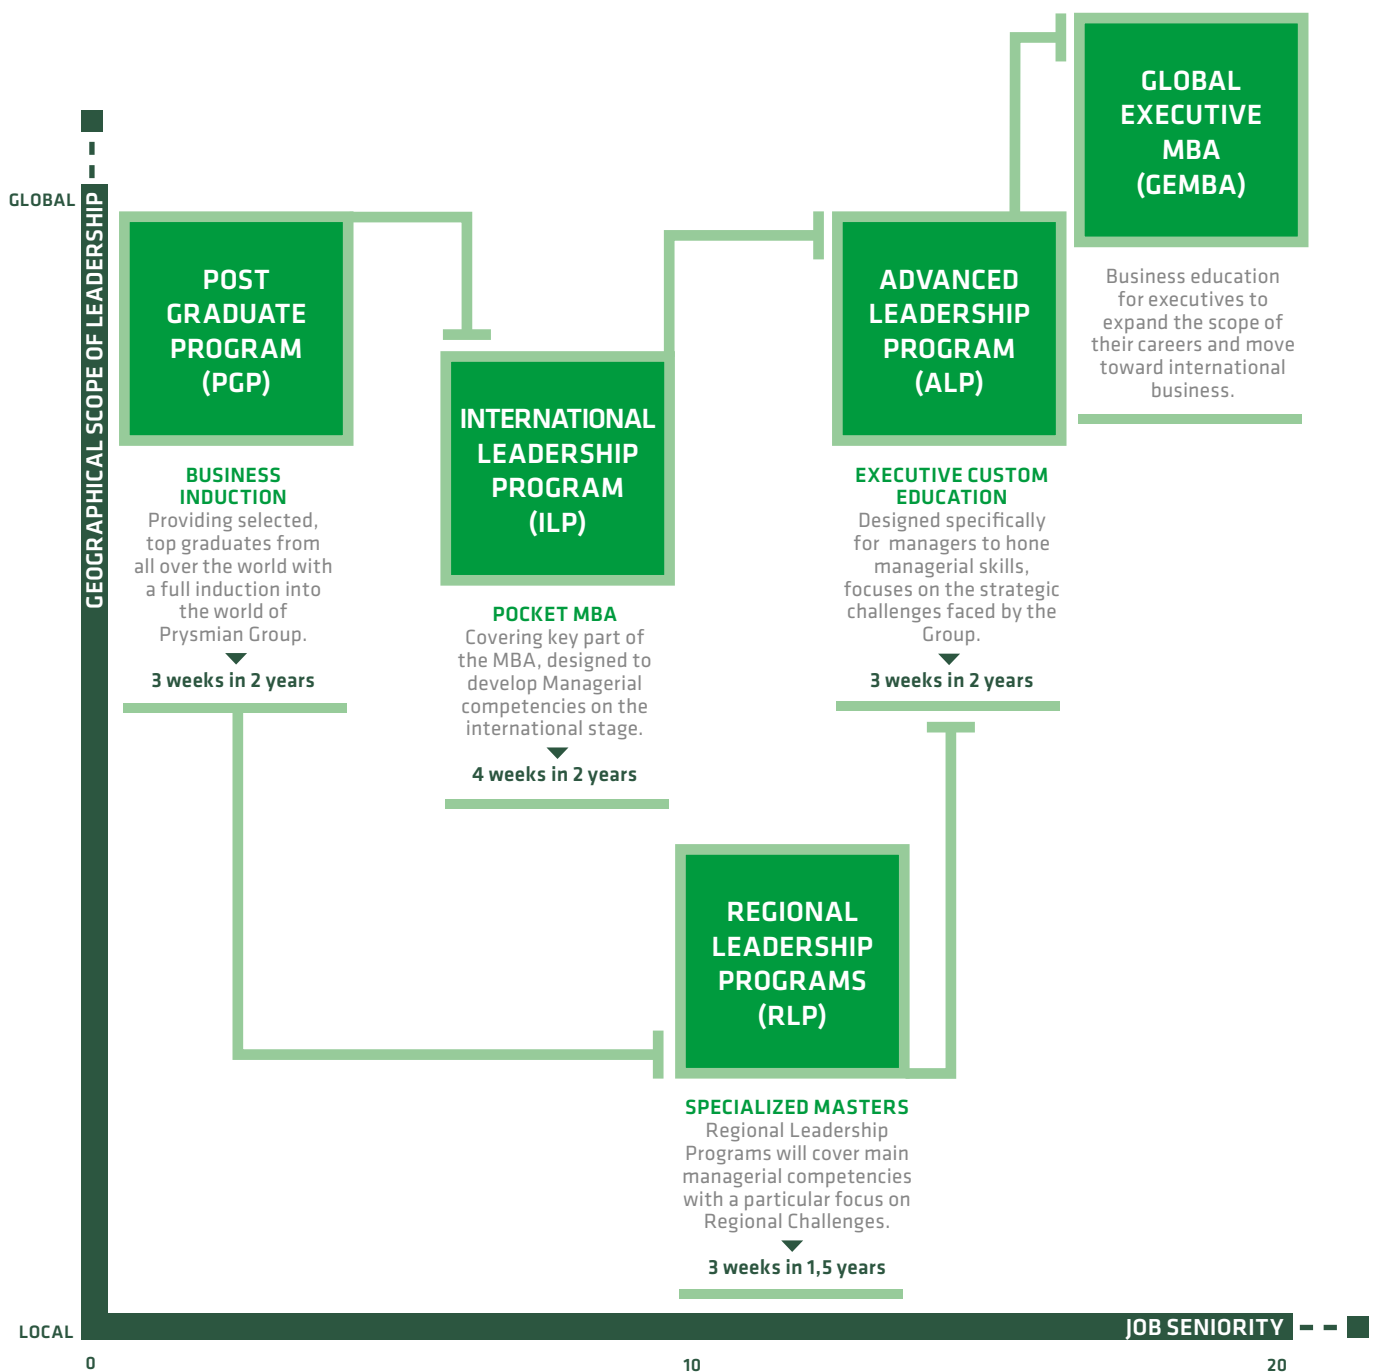 GLOBAL
EXECUTIVE
MBA
(GEMBA)
Business education
for executives to
expand the scope of
their careers and move
toward international
business.
GLOBAL
GEOGRAPHICAL SCOPE OF LEADERSHIP
POST
GRADUATE
PROGRAM
(PGP)
BUSINESS
INDUCTION
Providing selected,
top graduates from
all over the world with
a full induction into
the world of
Prysmian Group.
3 weeks in 2 years
INTERNATIONAL
LEADERSHIP
PROGRAM
(ILP)
POCKET MBA
Covering key part of
the MBA, designed to
develop Managerial
competencies on the
international stage.
4 weeks in 2 years
ADVANCED
LEADERSHIP
PROGRAM
(ALP)
EXECUTIVE CUSTOM
EDUCATION
Designed specifically
for managers to hone
managerial skills,
focuses on the strategic
challenges faced by the
Group.
3 weeks in 2 years
REGIONAL
LEADERSHIP
PROGRAMS
(RLP)
SPECIALIZED MASTERS
Regional Leadership
Programs will cover main
managerial competencies
with a particular focus on
Regional Challenges.
3 weeks in 1,5 years
LOCAL
JOB SENIORITY
0
10
20